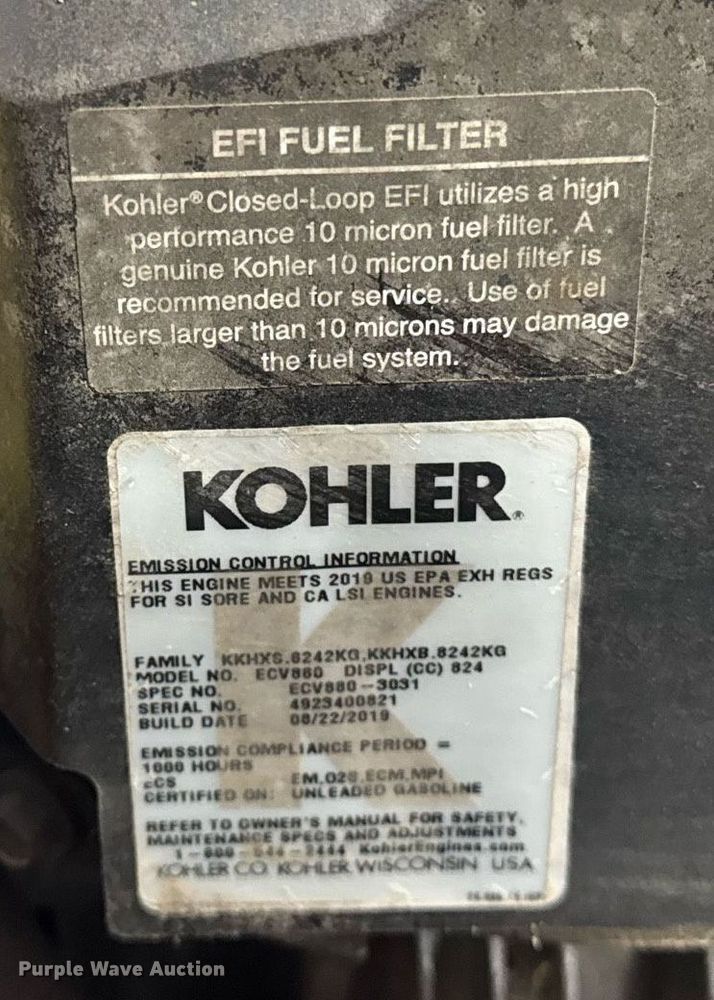 EFI FUEL FILTER
Kohler® Closed-Loop EFI utilizes a high
performance 10 micron fuel filter. A
genuine Kohler 10 micron fuel filter is
recommended for service. Use of fuel
filters larger than 10 microns may damage
the fuel system.
KOHLER.
EMISSION CONTROL INFORMATION
THIS ENGINE MEETS 2019 US EPA EXH REGS
FOR SI SORE AND CA LSI ENGINES.
FAMILY KKHXS.8242KG,KKHXB.8242KG
MODEL NO. ECV880 DISPL (CC) 824
SPEC NO. ECV880-3031
SERIAL NO. 4923400821
BUILD DATE 08/22/2019
EMISSION COMPLIANCE PERIOD =
1000 HOURS
ECS EM,O2S,ECM,MPI
CERTIFIED ON: UNLEADED GASOLINE
REFER TO OWNER'S MANUAL FOR SAFETY,
MAINTENANCE SPECS AND ADJUSTMENTS
1-800-544-2444 KohlerEngines.com
KOHLER CO. KOHLER WISCONSIN USA
Purple Wave Auction